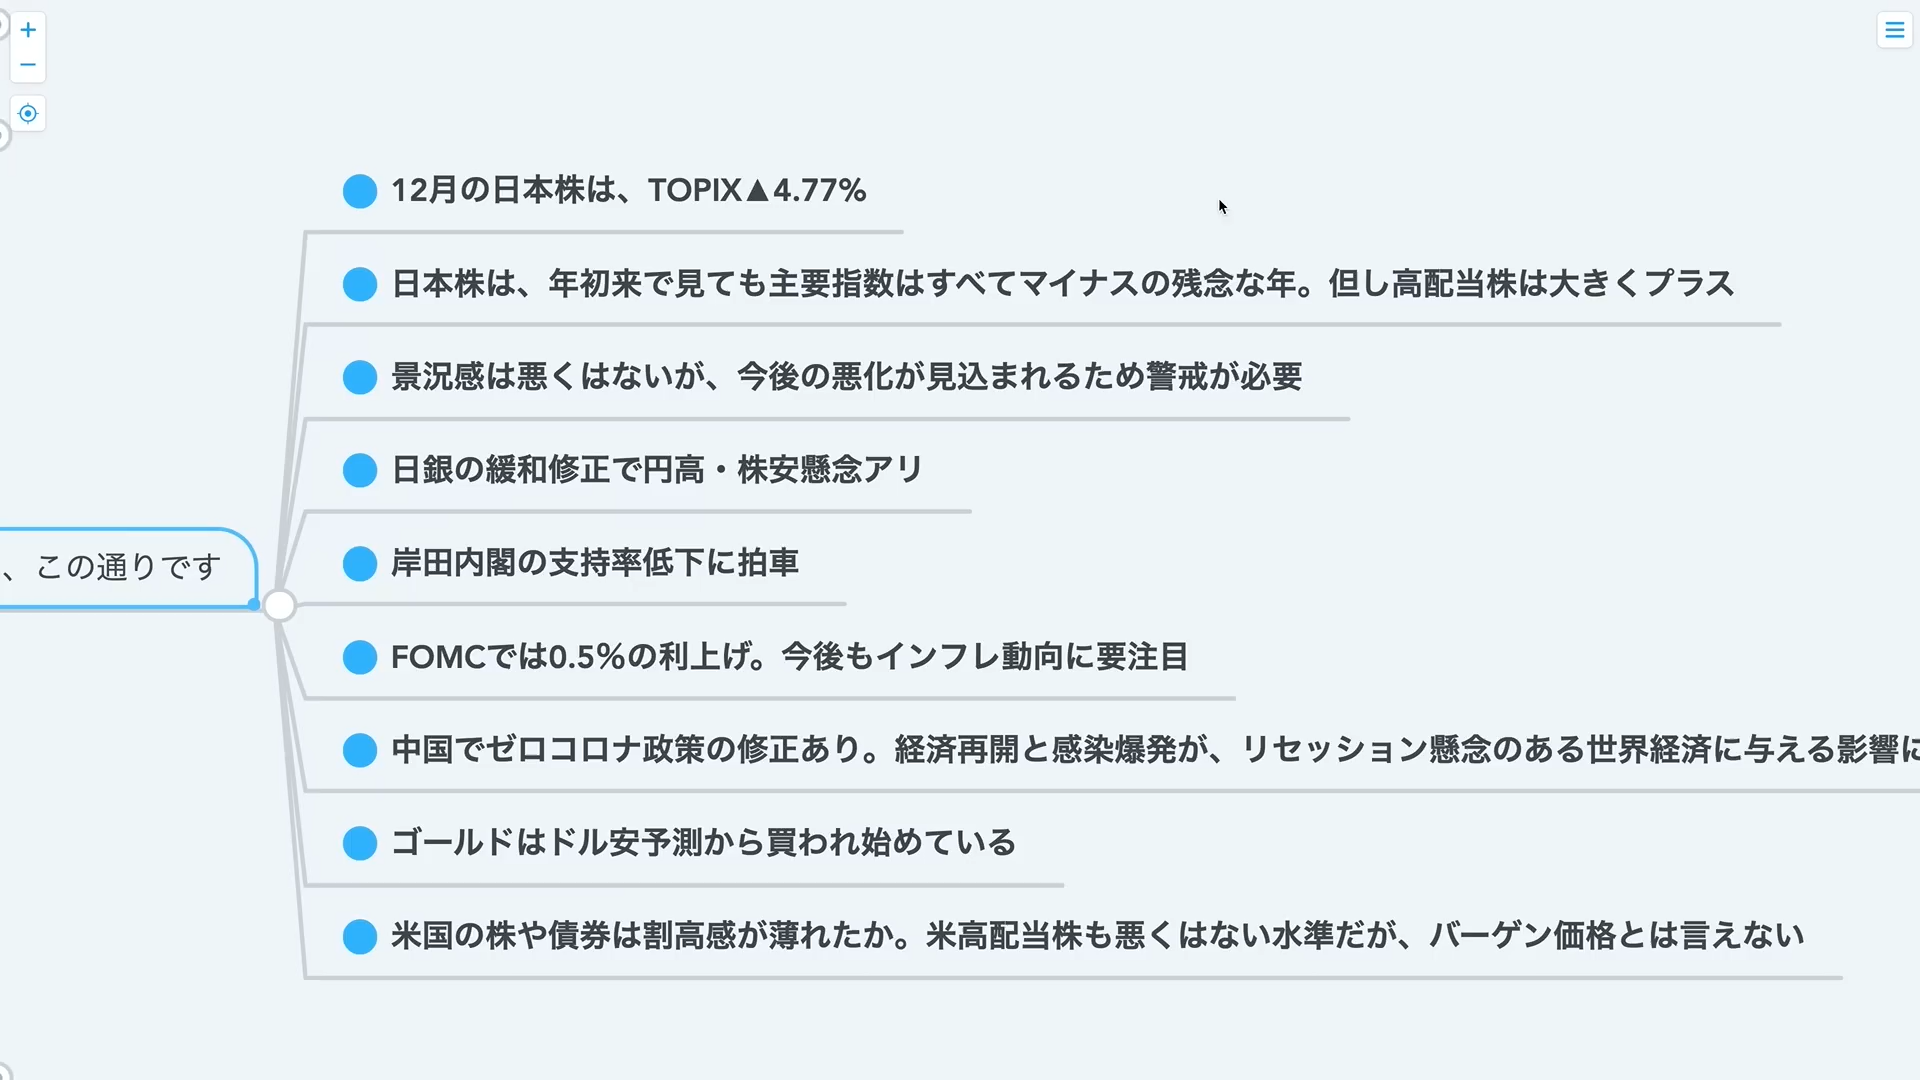 12月の日本株は、TOPIX▲4.77%
日本株は、年初来で見ても主要指数はすべてマイナスの残念な年。但し高配当株は大きくプラス
景況感は悪くはないが、今後の悪化が見込まれるため警戒が必要
日銀の緩和修正で円高・株安懸念アリ
、この通りです
岸田内閣の支持率低下に拍車
FOMCでは0.5%の利上げ。今後もインフレ動向に要注目
中国でゼロコロナ政策の修正あり。経済再開と感染爆発が、リセッション懸念のある世界経済に与える影響に
ゴールドはドル安予測から買われ始めている
米国の株や債券は割高感が薄れたか。米高配当株も悪くはない水準だが、バーゲン価格とは言えない